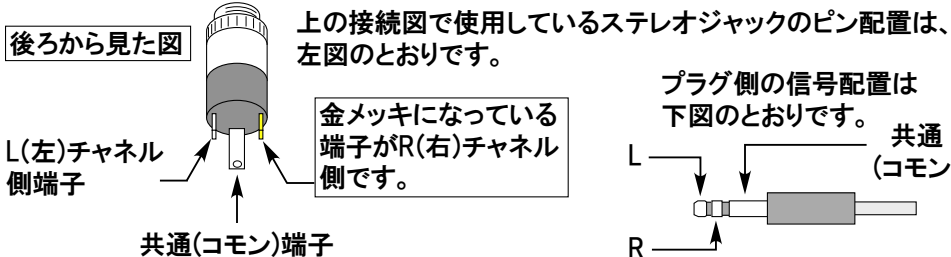 後ろから見た図
上の接続図で使用しているステレオジャックのピン配置は、
左図のとおりです。
L(左)チャネル
側端子
金メッキになっている
端子がR(右)チャネル
側です。
共通(コモン)端子
プラグ側の信号配置は
下図のとおりです。
L
共通
(コモン
R